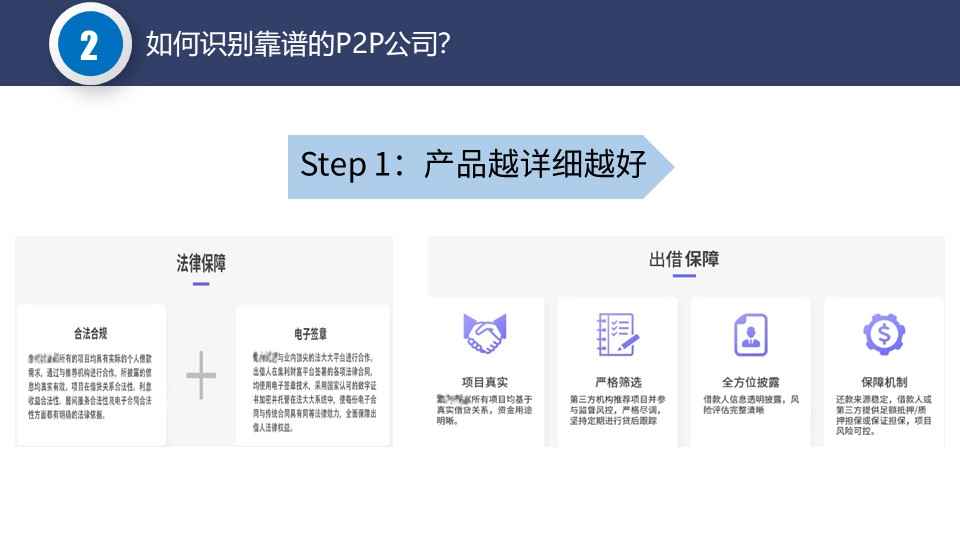 2
如何识别靠谱的P2P公司?
Step 1：产品越详细越好
法律保障
合法合规
所有的项目均具有实际的个人借款
需求，通过与推荐机构进行合作，所披露的信
息均真实有效，项目在借贷关系合法性，利息
收益合法性，居间服务合法性及电子合同合法
性方面都有明确的法律依据。
电子签章
与业内顶尖的法大大平台进行合作，
出借人在集利财富平台签署的各项法律合同，
均使用电子签章技术，采用国家认可的数字证
书加密并托管在法大大系统中，使每份电子合
同与传统合同具有同等法律效力，全面保障出
借人法律权益。
出借保障
项目真实
所有项目均基于
真实借贷关系，资金用途
明晰。
严格筛选
第三方机构推荐项目并参
与监督风控，严格尽调，
坚持定期进行贷后跟踪
全方位披露
借款人信息透明披露，风
险评估完整清晰
保障机制
还款来源稳定，借款人或
第三方提供足额抵押/质
押担保或保证担保，项目
风险可控。